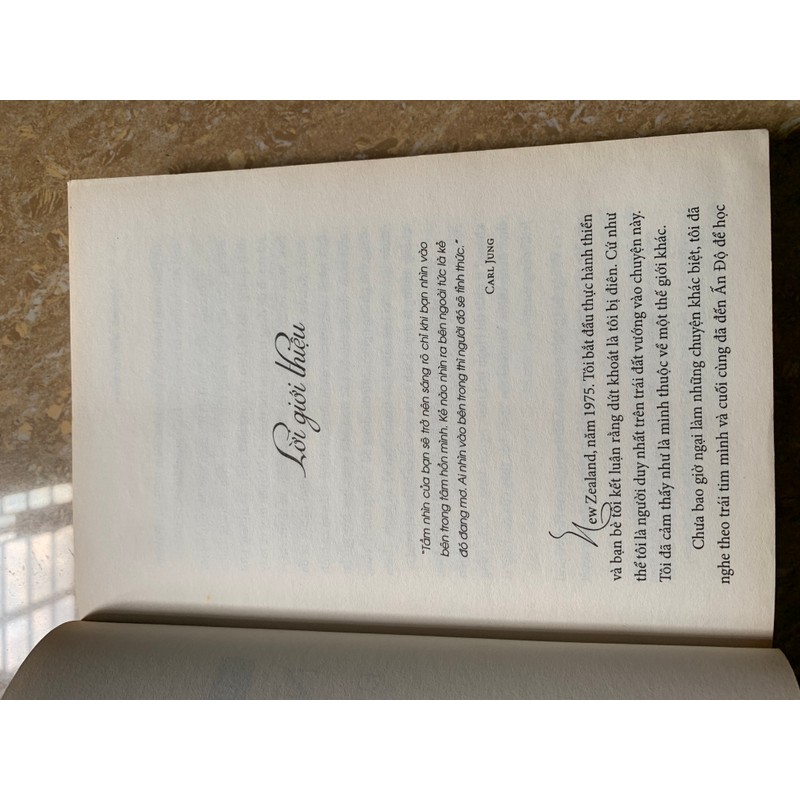 Lời giới thiệu
“Tầm nhìn của bạn sẽ trở nên sáng rõ chỉ khi bạn nhìn vào
bên trong tâm hồn mình. Kẻ nào nhìn ra bên ngoài tức là kẻ
đó đang mơ. Ai nhìn vào bên trong thì người đó sẽ tỉnh thức.”
CARL JUNG
New Zealand, năm 1975. Tôi bắt đầu thực hành thiền
và bạn bè tôi kết luận rằng dứt khoát là tôi bị điên. Cứ như
thể tôi là người duy nhất trên trái đất vướng vào chuyện này.
Tôi đã cảm thấy như là mình thuộc về một thế giới khác.
Chưa bao giờ ngại làm những chuyện khác biệt, tôi đã
nghe theo trái tim mình và cuối cùng đã đến Ấn Độ để học